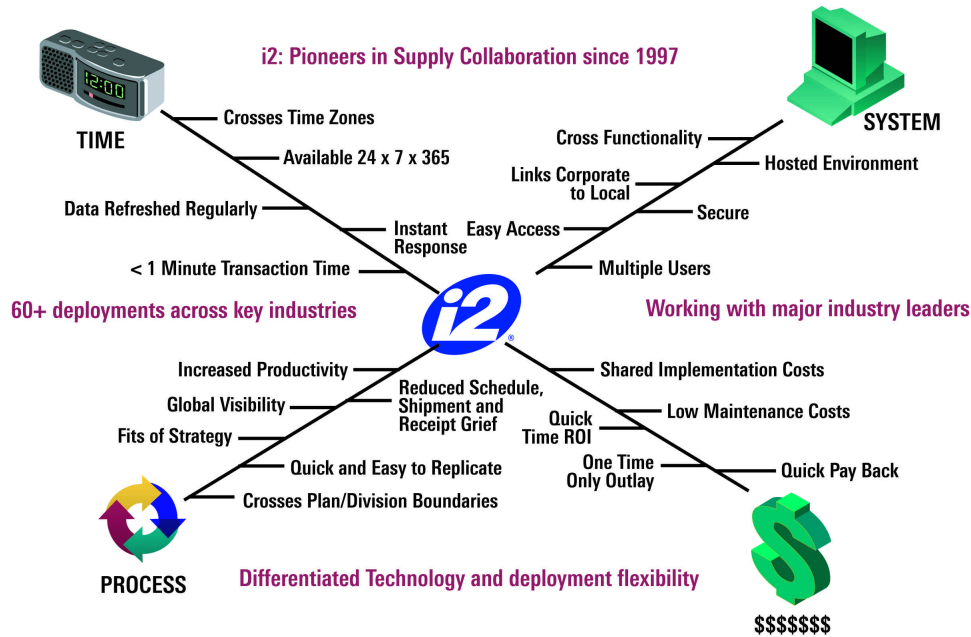 i2: Pioneers in Supply Collaboration since 1997
12:00
TIME
Crosses Time Zones
Available 24 x 7 x 365
Data Refreshed Regularly
Instant
Response
< 1 Minute Transaction Time
SYSTEM
Cross Functionality
Hosted Environment
Links Corporate
to Local
Secure
Easy Access
Multiple Users
60+ deployments across key industries
i2®
Working with major industry leaders
Increased Productivity
Reduced Schedule,
Shipment and
Receipt Grief
Global Visibility
Fits of Strategy
Quick and Easy to Replicate
Crosses Plan/Division Boundaries
PROCESS
Shared Implementation Costs
Low Maintenance Costs
Quick
Time ROI
One Time
Only Outlay
Quick Pay Back
$
$$$$$$$
Differentiated Technology and deployment flexibility